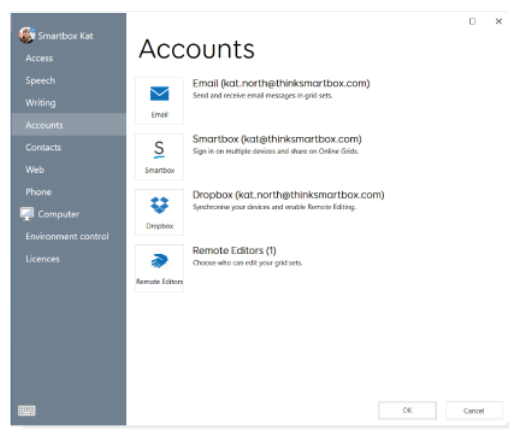 Smartbox Kat
Access
Speech
Writing
Accounts
Contacts
Web
Phone
Computer
Environment control
Licences
Accounts
Email (kat.north@thinksmartbox.com)
Send and receive email messages in grid sets.
Email
Smartbox (kat@thinksmartbox.com)
Sign in on multiple devices and share on Online Grids.
S
Smartbox
Dropbox (kat.north@thinksmartbox.com)
Synchronise your devices and enable Remote Editing.
Dropbox
Remote Editors (1)
Choose who can edit your grid sets.
Remote Editors
OK
Cancel